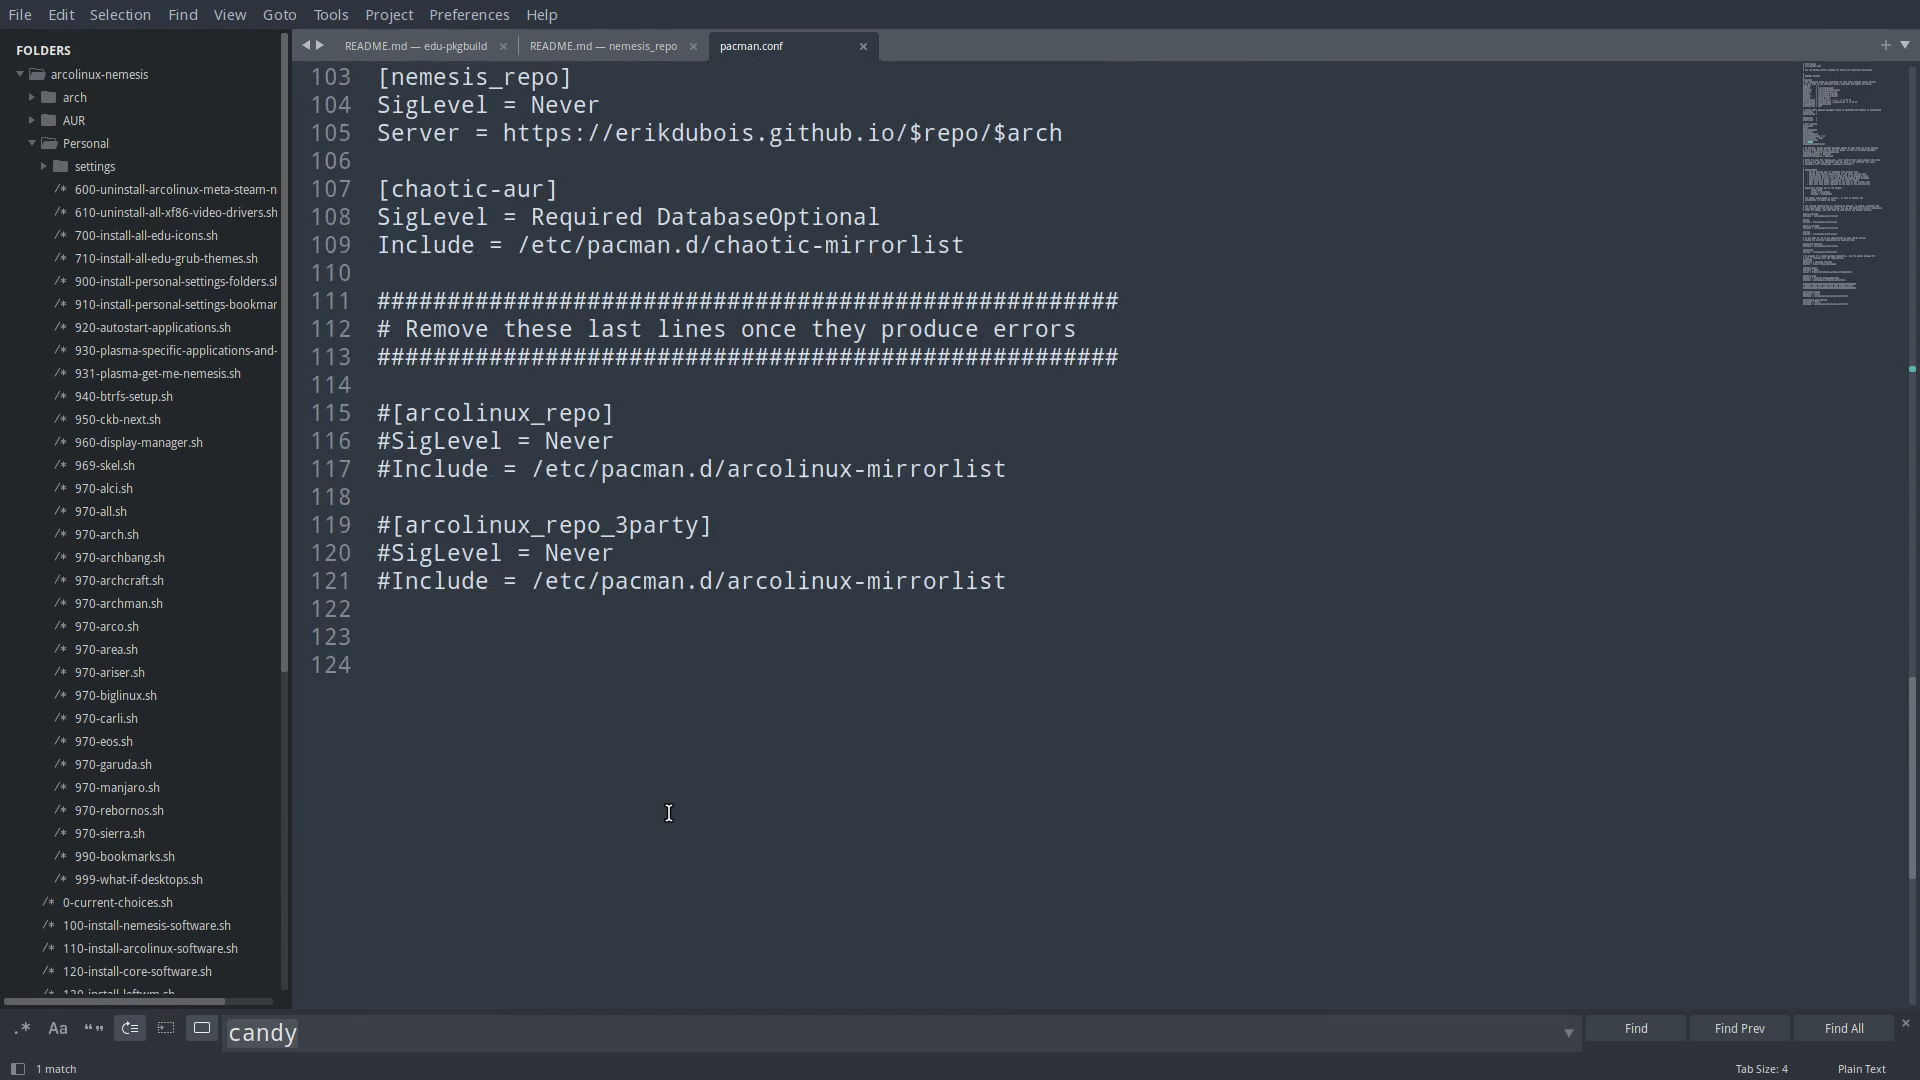 File Edit Selection Find View Goto Tools Project Preferences Help
FOLDERS
arcolinux-nemesis
arch
AUR
Personal
settings
/* 600-uninstall-arcolinux-meta-steam-n
/* 610-uninstall-all-xf86-video-drivers.sh
/* 700-install-all-edu-icons.sh
/* 710-install-all-edu-grub-themes.sh
/* 900-install-personal-settings-folders.sl
/* 910-install-personal-settings-bookmar
/* 920-autostart-applications.sh
/* 930-plasma-specific-applications-and-
/* 931-plasma-get-me-nemesis.sh
/* 940-btrfs-setup.sh
/* 950-ckb-next.sh
/* 960-display-manager.sh
/* 969-skel.sh
/* 970-alci.sh
/* 970-all.sh
/* 970-arch.sh
/* 970-archbang.sh
/* 970-archcraft.sh
/* 970-archman.sh
/* 970-arco.sh
/* 970-area.sh
/* 970-ariser.sh
/* 970-biglinux.sh
/* 970-carli.sh
/* 970-eos.sh
/* 970-garuda.sh
/* 970-manjaro.sh
/* 970-rebornos.sh
/* 970-sierra.sh
/* 990-bookmarks.sh
/* 999-what-if-desktops.sh
/* 0-current-choices.sh
/* 100-install-nemesis-software.sh
/* 110-install-arcolinux-software.sh
/* 120-install-core-software.sh
README.md — edu-pkgbuild × README.md — nemesis_repo × pacman.conf ×
103 [nemesis_repo]
104 SigLevel = Never
105 Server = https://erikdubois.github.io/$repo/$arch
106
107 [chaotic-aur]
108 SigLevel = Required DatabaseOptional
109 Include = /etc/pacman.d/chaotic-mirrorlist
110
111 #####################################################
112 # Remove these last lines once they produce errors
113 #####################################################
114
115 #[arcolinux_repo]
116 #SigLevel = Never
117 #Include = /etc/pacman.d/arcolinux-mirrorlist
118
119 #[arcolinux_repo_3party]
120 #SigLevel = Never
121 #Include = /etc/pacman.d/arcolinux-mirrorlist
122
123
124
.* Aa “” candy Find Find Prev Find All ×
1 match Tab Size: 4 Plain Text